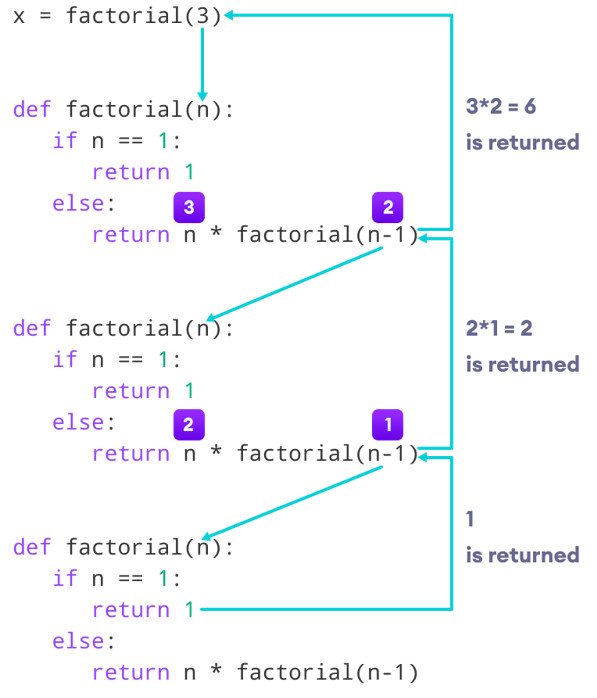 x = factorial(3)
def factorial(n):
3*2 = 6
if n == 1:
is returned
return 1
else:
3
2
return n * factorial(n-1)
def factorial(n):
2*1 = 2
if n == 1:
is returned
return 1
else:
2
1
return n * factorial(n-1)
1
def factorial(n):
is returned
if n == 1:
return 1
else:
return n * factorial(n-1)